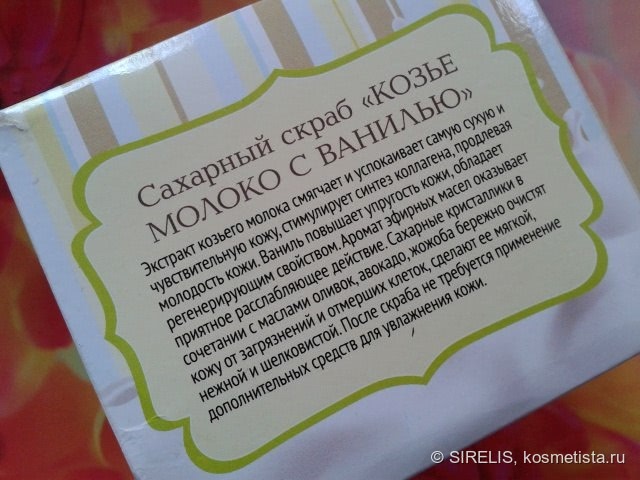 Сахарный скраб «КОЗЬЕ
МОЛОКО С ВАНИЛЬЮ»
Экстракт козьего молока смягчает и успокаивает самую сухую и
чувствительную кожу, стимулирует синтез коллагена, продлевая
молодость кожи. Ваниль повышает упругость кожи, обладает
регенерирующим свойством. Аромат эфирных масел оказывает
приятное расслабляющее действие. Сахарные кристаллики в
сочетании с маслами оливок, авокадо, жожоба бережно очистят
кожу от загрязнений и отмерших клеток, сделают ее мягкой,
нежной и шелковистой. После скраба не требуется применение
дополнительных средств для увлажнения кожи.
© SIRELIS, kosmetista.ru